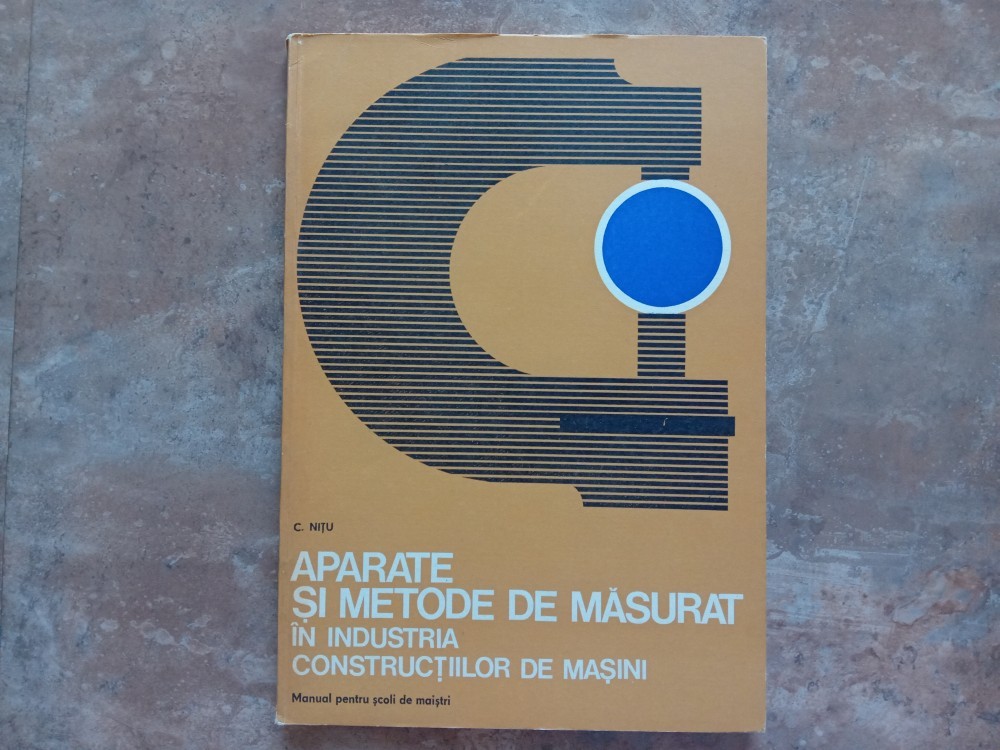 C. NIȚU
APARATE
ȘI METODE DE MĂSURAT
ÎN INDUSTRIA
CONSTRUCȚIILOR DE MAȘINI
Manual pentru școli de maiștri